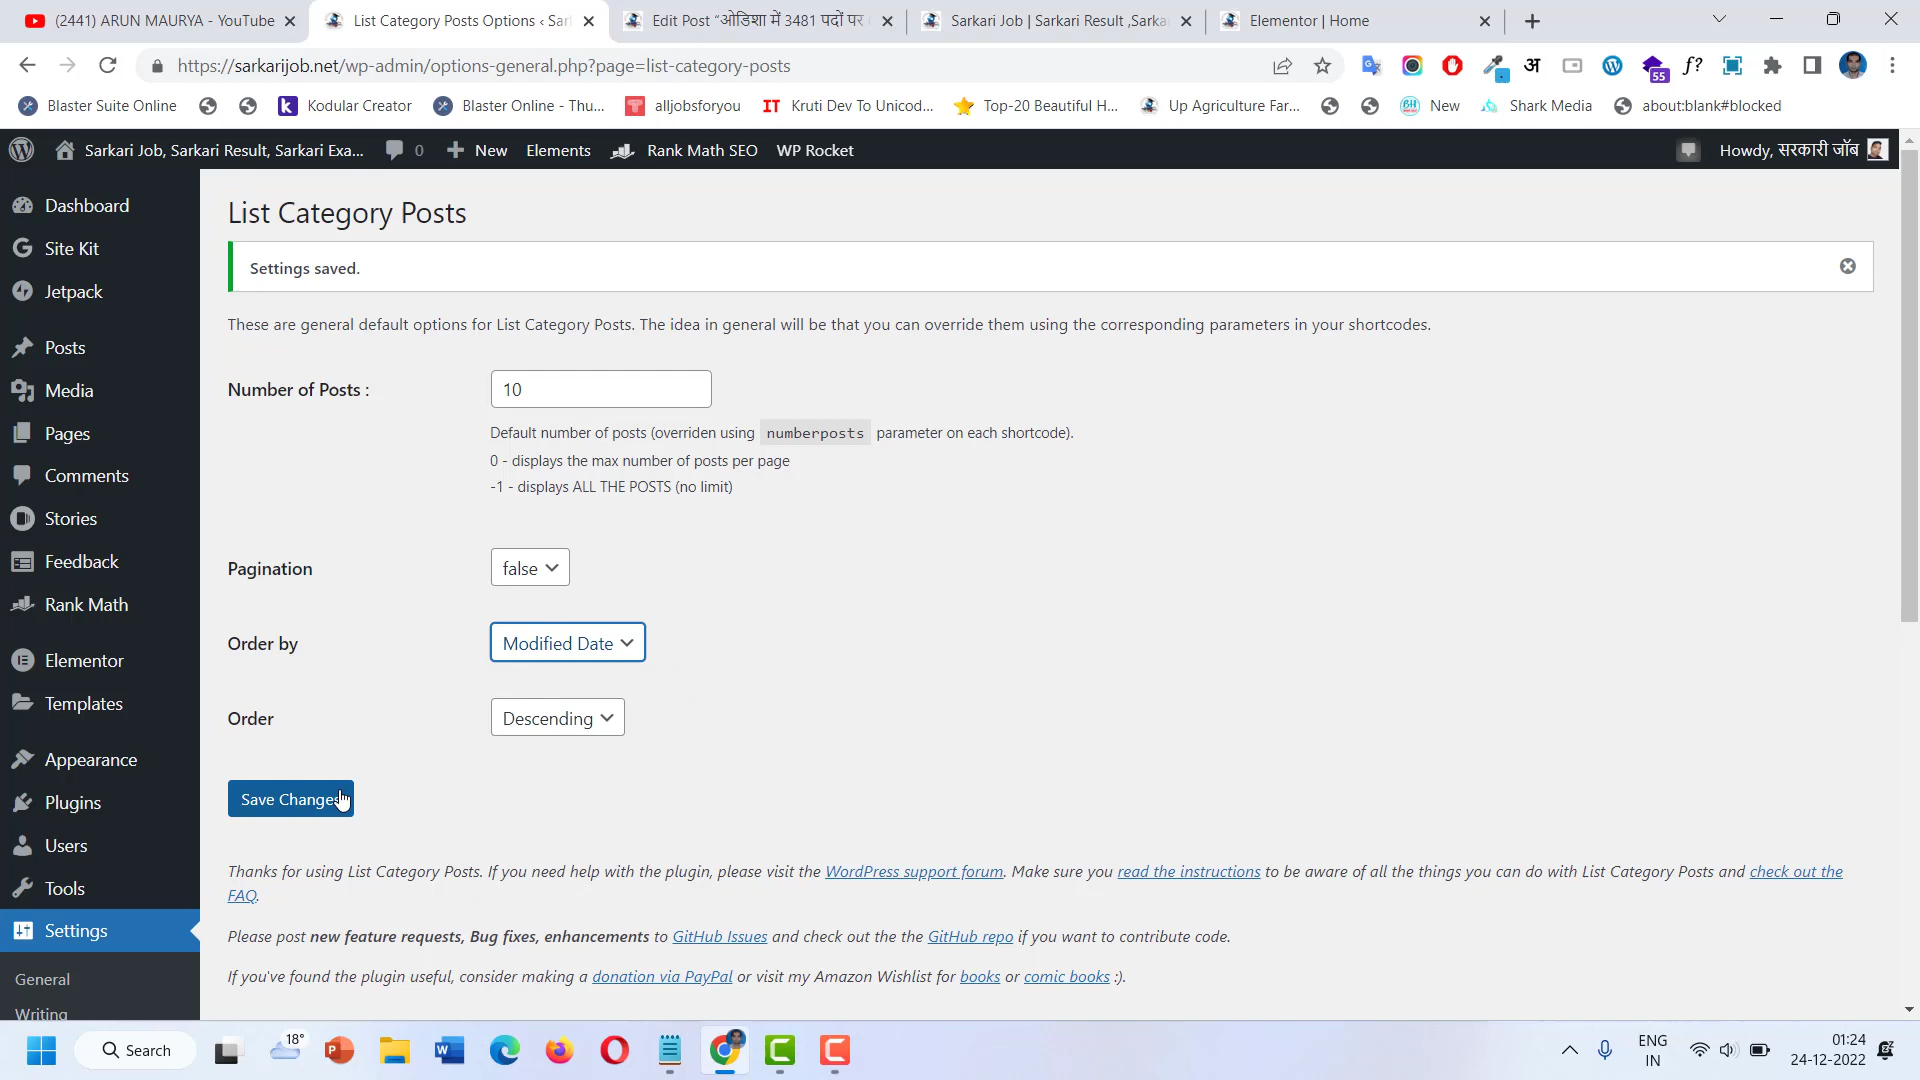 (2441) ARUN MAURYA - YouTube
List Category Posts Options ‹ Sar
Edit Post “ओडिशा में 3481 पदों पर
Sarkari Job | Sarkari Result ,Sarka
Elementor | Home
https://sarkarijob.net/wp-admin/options-general.php?page=list-category-posts
अ
55
f?
Blaster Suite Online
k
Kodular Creator
Blaster Online - Thu...
T
alljobsforyou
IT
Kruti Dev To Unicod...
Top-20 Beautiful H...
Up Agriculture Far...
BH
New
Shark Media
about:blank#blocked
Sarkari Job, Sarkari Result, Sarkari Exa...
0
New
Elements
Rank Math SEO
WP Rocket
Howdy, सरकारी जॉब
Dashboard
Site Kit
Jetpack
Posts
Media
Pages
Comments
Stories
Feedback
Rank Math
Elementor
Templates
Appearance
Plugins
Users
Tools
Settings
General
Writing
List Category Posts
Settings saved.
These are general default options for List Category Posts. The idea in general will be that you can override them using the corresponding parameters in your shortcodes.
Number of Posts :
10
Default number of posts (overriden using numberposts parameter on each shortcode).
0 - displays the max number of posts per page
-1 - displays ALL THE POSTS (no limit)
Pagination
false
Order by
Modified Date
Order
Descending
Save Changes
Thanks for using List Category Posts. If you need help with the plugin, please visit the WordPress support forum. Make sure you read the instructions to be aware of all the things you can do with List Category Posts and check out the
FAQ.
Please post new feature requests, Bug fixes, enhancements to GitHub Issues and check out the the GitHub repo if you want to contribute code.
If you've found the plugin useful, consider making a donation via PayPal or visit my Amazon Wishlist for books or comic books :).
Search
18°
ENG
IN
01:24
24-12-2022